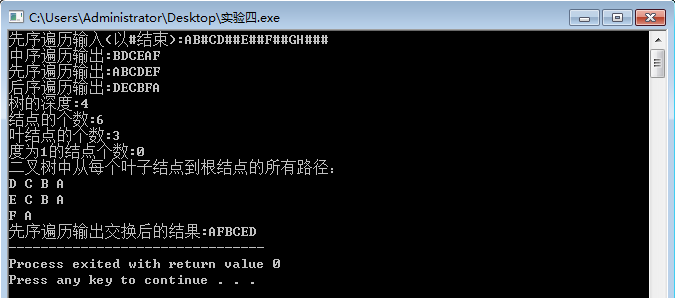 C:\Users\Administrator\Desktop\实验四.exe
先序遍历输入(以#结束):AB#CD##E##F##GH###
中序遍历输出:BDCEAF
先序遍历输出:ABCDEF
后序遍历输出:DECBFA
树的深度:4
结点的个数:6
叶结点的个数:3
度为1的结点个数:0
二叉树中从每个叶子结点到根结点的所有路径:
D C B A
E C B A
F A
先序遍历输出交换后的结果:AFBCED
--------------------------------
Process exited with return value 0
Press any key to continue . . .